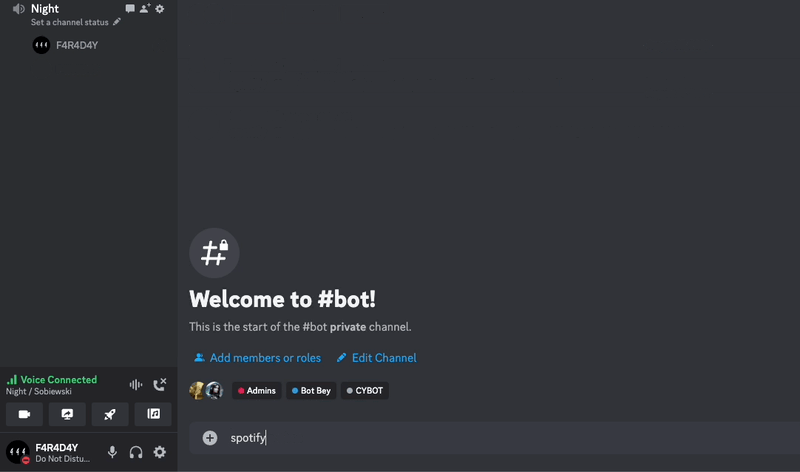 Night
Set a channel status
F4R4D4Y
Welcome to #bot!
This is the start of the #bot private channel.
Add members or roles
Edit Channel
Admins
Bot Bey
CYBOT
spotify
Voice Connected
Night / Sobiewski
F4R4D4Y
Do Not Distu...